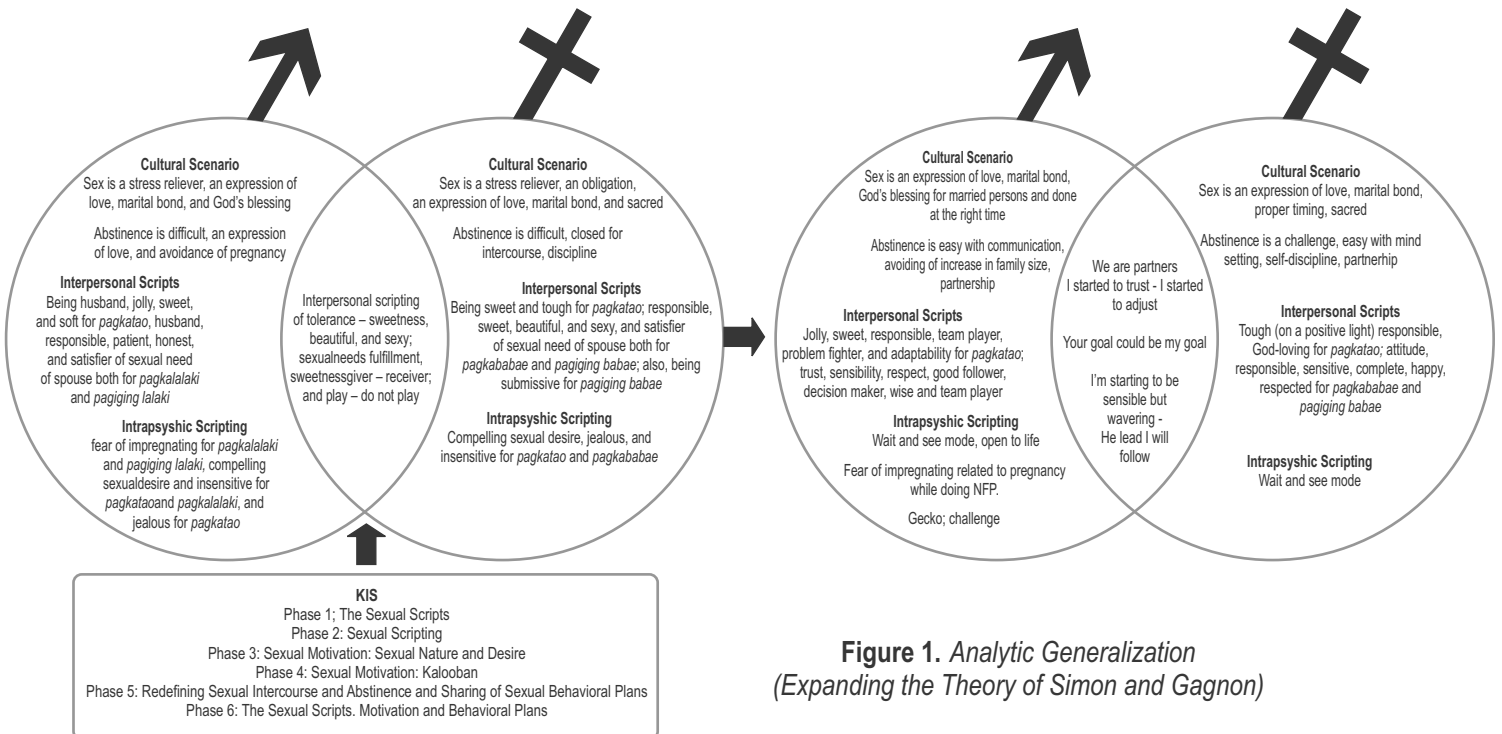 Cultural Scenario
Sex is a stress reliever, an expression of
love, marital bond, and God's blessing
Abstinence is difficult, an expression
of love, and avoidance of pregnancy
Interpersonal Scripts
Being husband, jolly, sweet,
and soft for pagkatao, husband,
responsible, patient, honest,
and satisfier of sexual need
of spouse both for pagkalalaki
and pagiging lalaki
Intrapsyshic Scripting
fear of impregnating for pagkalalaki
and pagiging lalaki, compelling
sexualdesire and insensitive for
pagkataoand pagkalalaki, and
jealous for pagkatao
Interpersonal scripting
of tolerance – sweetness,
beautiful, and sexy;
sexualneeds fulfillment,
sweetnessgiver – receiver;
and play – do not play
Cultural Scenario
Sex is a stress reliever, an obligation,
an expression of love, marital bond, and sacred
Abstinence is difficult, closed for
intercourse, discipline
Interpersonal Scripts
Being sweet and tough for pagkatao; responsible,
sweet, beautiful, and sexy, and satisfier
of sexual need of spouse both for
pagkababae and pagiging babae; also, being
submissive for pagiging babae
Intrapsyshic Scripting
Compelling sexual desire, jealous, and
insensitive for pagkatao and pagkababae
KIS
Phase 1; The Sexual Scripts
Phase 2: Sexual Scripting
Phase 3: Sexual Motivation: Sexual Nature and Desire
Phase 4: Sexual Motivation: Kalooban
Phase 5: Redefining Sexual Intercourse and Abstinence and Sharing of Sexual Behavioral Plans
Phase 6: The Sexual Scripts. Motivation and Behavioral Plans
Cultural Scenario
Sex is an expression of love, marital bond,
God's blessing for married persons and done
at the right time
Abstinence is easy with communication,
avoiding of increase in family size,
partnership
Interpersonal Scripts
Jolly, sweet, responsible, team player,
problem fighter, and adaptability for pagkatao;
trust, sensibility, respect, good follower,
decision maker, wise and team player
Intrapsyshic Scripting
Wait and see mode, open to life
Fear of impregnating related to pregnancy
while doing NFP.
Gecko; challenge
We are partners
I started to trust - I started
to adjust
Your goal could be my goal
I'm starting to be
sensible but
wavering -
He lead I will
follow
Cultural Scenario
Sex is an expression of love, marital bond,
proper timing, sacred
Abstinence is a challenge, easy with mind
setting, self-discipline, partnerhip
Interpersonal Scripts
Tough (on a positive light) responsible,
God-loving for pagkatao; attitude,
responsible, sensitive, complete, happy,
respected for pagkababae and
pagiging babae
Intrapsyshic Scripting
Wait and see mode
Figure 1. Analytic Generalization
(Expanding the Theory of Simon and Gagnon)